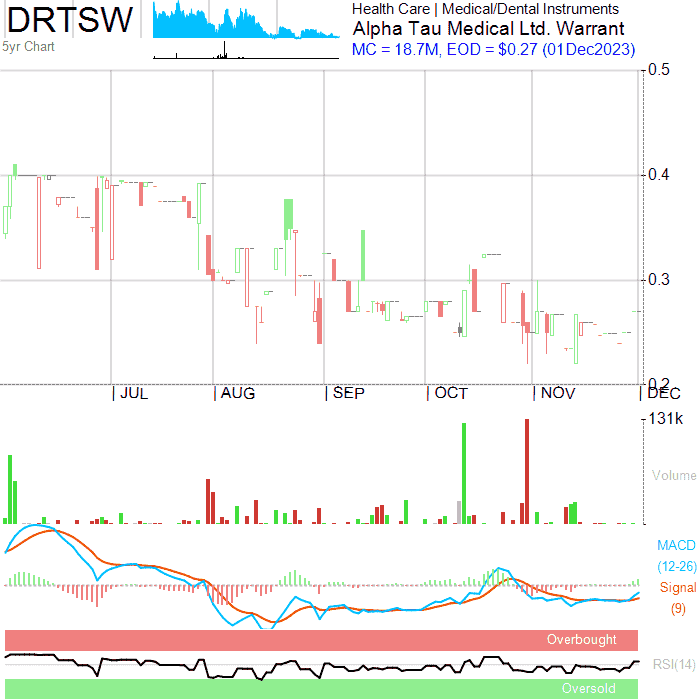 DRTSW
5yr Chart
Health Care | Medical/Dental Instruments
Alpha Tau Medical Ltd. Warrant
MC = 18.7M, EOD = $0.27 (01Dec2023)
0.5
0.4
0.3
0.2
JUL AUG SEP OCT NOV DEC
131k
Volume
MACD
(12-26)
Signal
(9)
Overbought
RSI(14)
Oversold